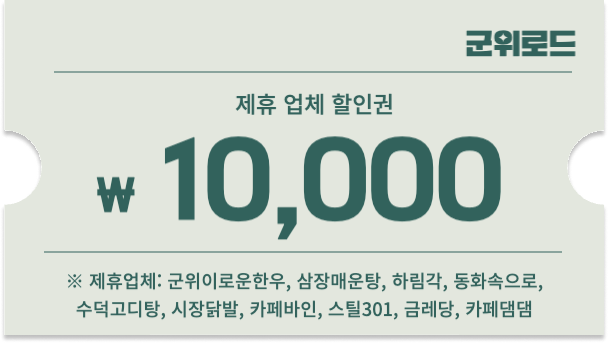 군위로드
제휴 업체 할인권
₩ 10,000
※ 제휴업체: 군위이로운한우, 삼장매운탕, 하림각, 동화속으로,
수덕고디탕, 시장닭발, 카페바인, 스틸301, 금레당, 카페댐댐